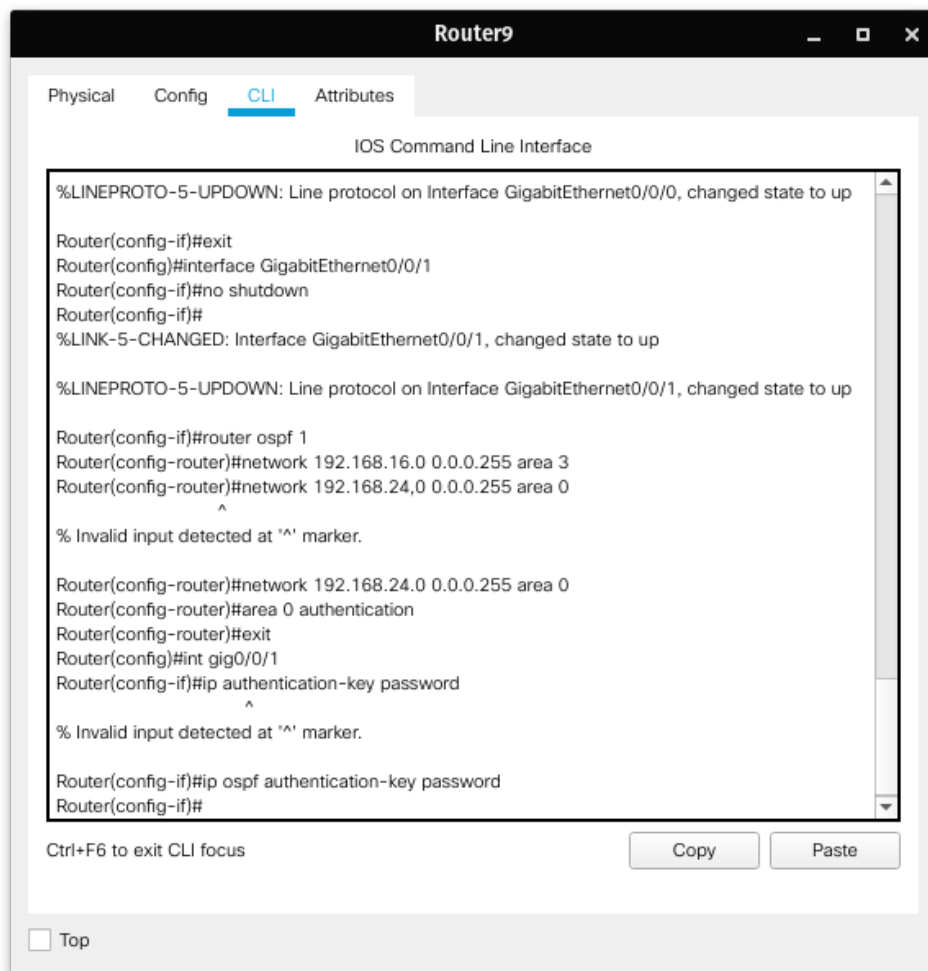 Router9
Physical Config CLI Attributes
IOS Command Line Interface
%LINEPROTO-5-UPDOWN: Line protocol on Interface GigabitEthernet0/0/0, changed state to up
Router(config-if)#exit
Router(config)#interface GigabitEthernet0/0/1
Router(config-if)#no shutdown
Router(config-if)#
%LINK-5-CHANGED: Interface GigabitEthernet0/0/1, changed state to up
%LINEPROTO-5-UPDOWN: Line protocol on Interface GigabitEthernet0/0/1, changed state to up
Router(config-if)#router ospf 1
Router(config-router)#network 192.168.16.0 0.0.0.255 area 3
Router(config-router)#network 192.168.24,0 0.0.0.255 area 0
^
% Invalid input detected at '^' marker.
Router(config-router)#network 192.168.24.0 0.0.0.255 area 0
Router(config-router)#area 0 authentication
Router(config-router)#exit
Router(config)#int gig0/0/1
Router(config-if)#ip authentication-key password
^
% Invalid input detected at '^' marker.
Router(config-if)#ip ospf authentication-key password
Router(config-if)#
Ctrl+F6 to exit CLI focus
Copy Paste
Top